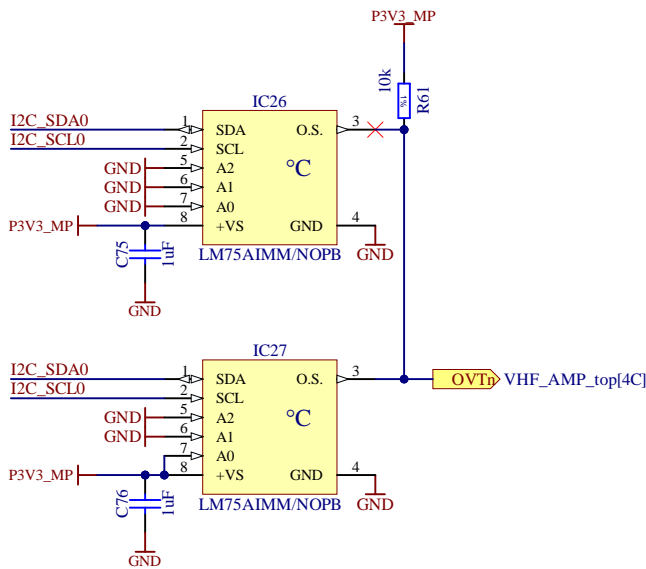 P3V3_MP
10k
1%
R61
IC26
I2C_SDA0
1
SDA
O.S.
3
I2C_SCL0
2
SCL
GND
5
A2
°C
GND
6
A1
GND
7
A0
P3V3_MP
8
+VS
GND
4
C75
1uF
LM75AIMM/NOPB
GND
GND
IC27
I2C_SDA0
1
SDA
O.S.
3
OVTn
VHF_AMP_top[4C]
I2C_SCL0
2
SCL
GND
5
A2
°C
GND
6
A1
7
A0
P3V3_MP
8
+VS
GND
4
C76
1uF
LM75AIMM/NOPB
GND
GND